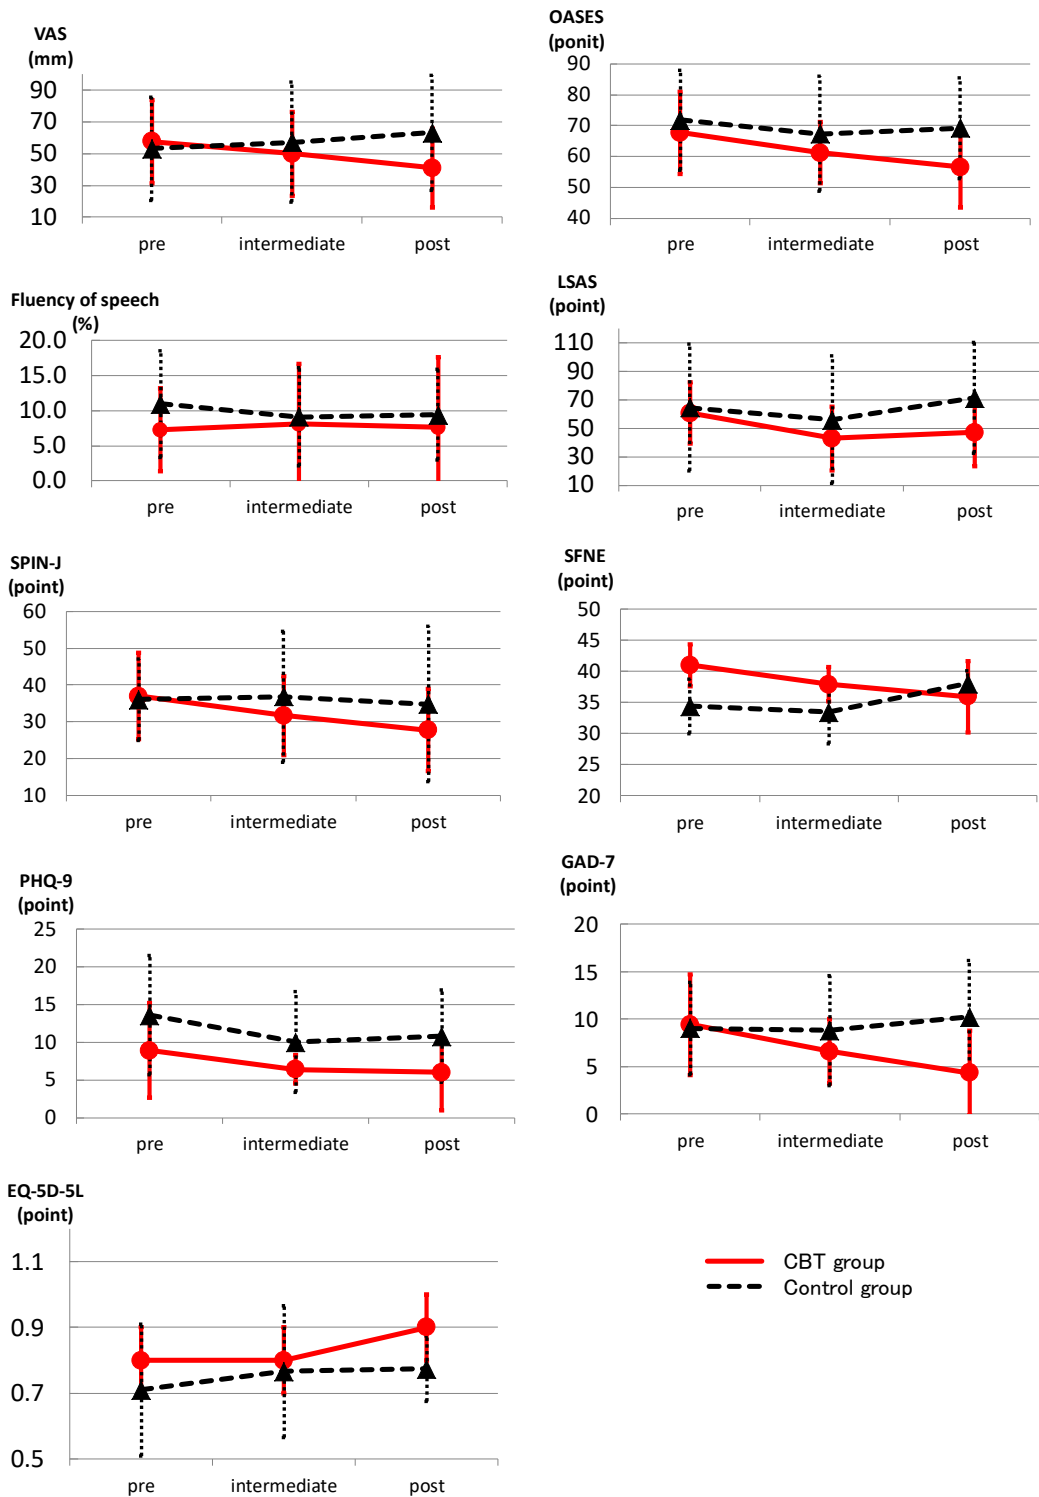 VAS
(mm)
90
70
50
30
10
pre intermediate post
OASES
(ponit)
90
80
70
60
50
40
pre intermediate post
Fluency of speech
(%)
20.0
15.0
10.0
5.0
0.0
pre intermediate post
LSAS
(point)
110
90
70
50
30
10
pre intermediate post
SPIN-J
(point)
60
50
40
30
20
10
pre intermediate post
SFNE
(point)
50
45
40
35
30
25
20
pre intermediate post
PHQ-9
(point)
25
20
15
10
5
0
pre intermediate post
GAD-7
(point)
20
15
10
5
0
pre intermediate post
EQ-5D-5L
(point)
1.1
0.9
0.7
0.5
pre intermediate post
CBT group
Control group